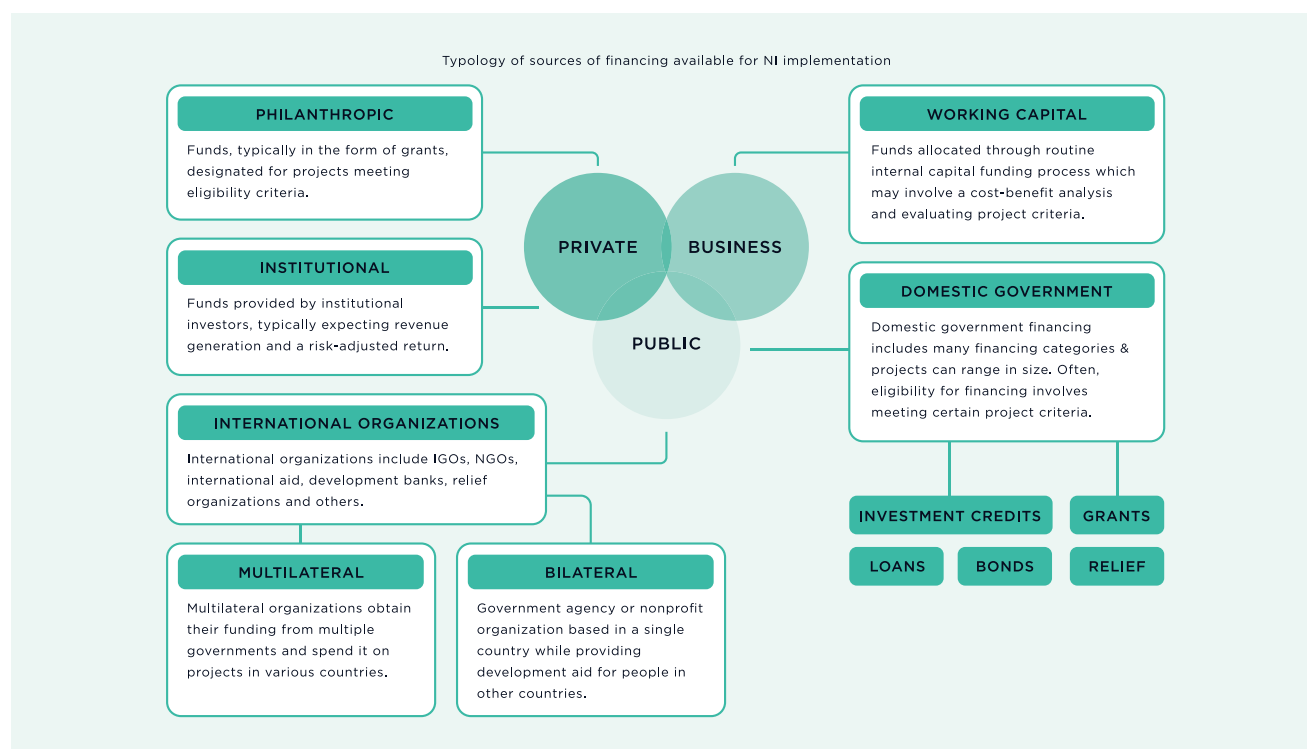 Typology of sources of financing available for NI implementation
PHILANTHROPIC
Funds, typically in the form of grants,
designated for projects meeting
eligibility criteria.
INSTITUTIONAL
Funds provided by institutional
investors, typically expecting revenue
generation and a risk-adjusted return.
INTERNATIONAL ORGANIZATIONS
International organizations include IGOs, NGOs,
international aid, development banks, relief
organizations and others.
MULTILATERAL
Multilateral organizations obtain
their funding from multiple
governments and spend it on
projects in various countries.
BILATERAL
Government agency or nonprofit
organization based in a single
country while providing
development aid for people in
other countries.
PRIVATE
BUSINESS
PUBLIC
WORKING CAPITAL
Funds allocated through routine
internal capital funding process which
may involve a cost-benefit analysis
and evaluating project criteria.
DOMESTIC GOVERNMENT
Domestic government financing
includes many financing categories &
projects can range in size. Often,
eligibility for financing involves
meeting certain project criteria.
INVESTMENT CREDITS
GRANTS
LOANS
BONDS
RELIEF